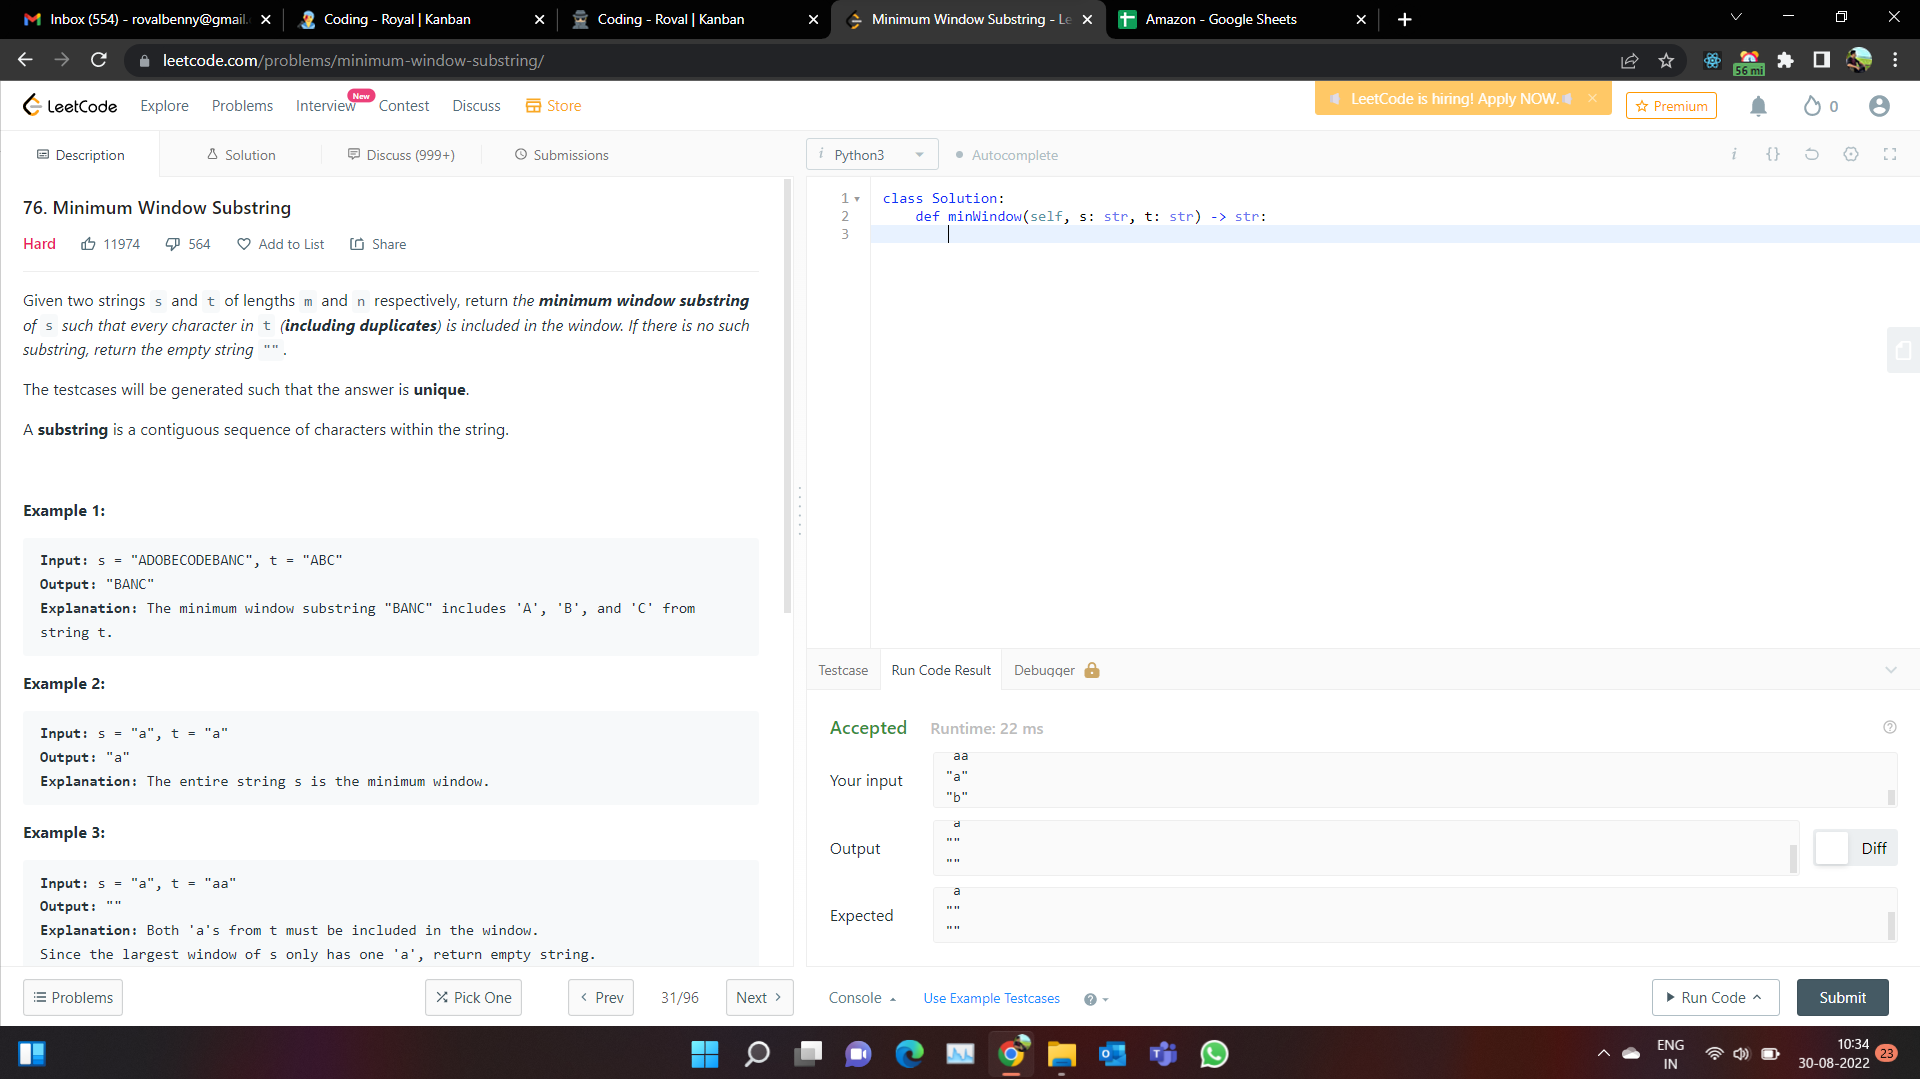 Inbox (554) - rovalbenny@gmail.
Coding - Royal | Kanban
Coding - Roval | Kanban
Minimum Window Substring - Le
Amazon - Google Sheets
leetcode.com/problems/minimum-window-substring/
56 mi
LeetCode
Explore
Problems
Interview
New
Contest
Discuss
Store
LeetCode is hiring! Apply NOW.
Premium
0
Description
Solution
Discuss (999+)
Submissions
i Python3
Autocomplete
i {}
76. Minimum Window Substring
Hard 11974 564 Add to List Share
Given two strings s and t of lengths m and n respectively, return the minimum window substring
of s such that every character in t (including duplicates) is included in the window. If there is no such
substring, return the empty string "".
The testcases will be generated such that the answer is unique.
A substring is a contiguous sequence of characters within the string.
Example 1:
Input: s = "ADOBECODEBANC", t = "ABC"
Output: "BANC"
Explanation: The minimum window substring "BANC" includes 'A', 'B', and 'C' from
string t.
Example 2:
Input: s = "a", t = "a"
Output: "a"
Explanation: The entire string s is the minimum window.
Example 3:
Input: s = "a", t = "aa"
Output: ""
Explanation: Both 'a's from t must be included in the window.
Since the largest window of s only has one 'a', return empty string.
1 class Solution:
2 def minWindow(self, s: str, t: str) -> str:
3
Testcase
Run Code Result
Debugger
Accepted Runtime: 22 ms
Your input
aa
"a"
"b"
Output
a
""
""
Diff
Expected
a
""
""
Problems
Pick One
Prev
31/96
Next
Console
Use Example Testcases
Run Code
Submit
ENG
IN
10:34
30-08-2022
23